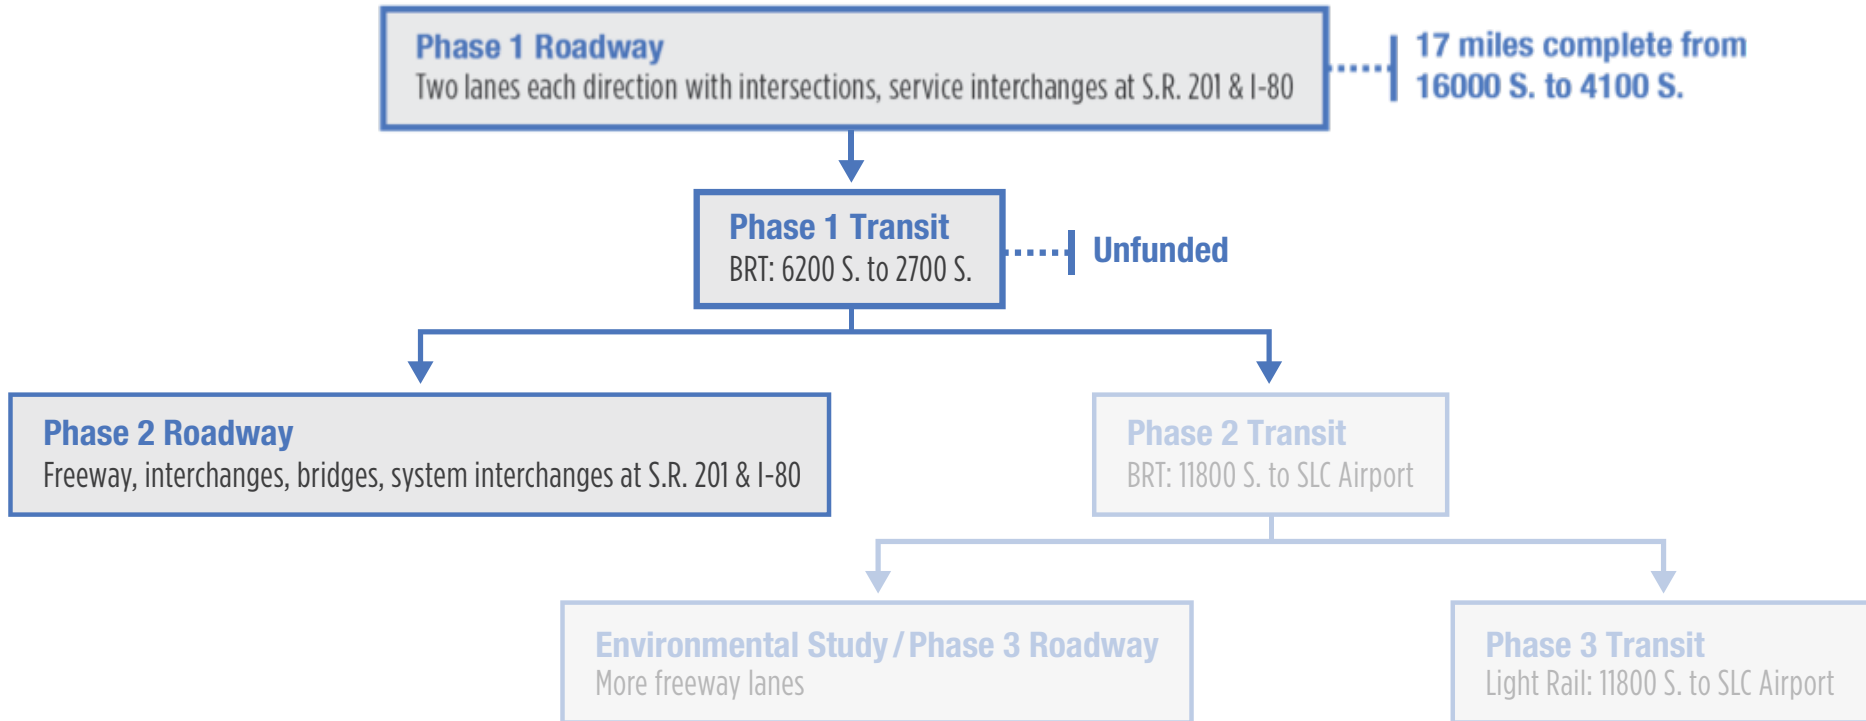 Phase 1 Roadway
Two lanes each direction with intersections, service interchanges at S.R. 201 & I-80
17 miles complete from
16000 S. to 4100 S.
Phase 1 Transit
BRT: 6200 S. to 2700 S.
Unfunded
Phase 2 Roadway
Freeway, interchanges, bridges, system interchanges at S.R. 201 & I-80
Phase 2 Transit
BRT: 11800 S. to SLC Airport
Environmental Study / Phase 3 Roadway
More freeway lanes
Phase 3 Transit
Light Rail: 11800 S. to SLC Airport